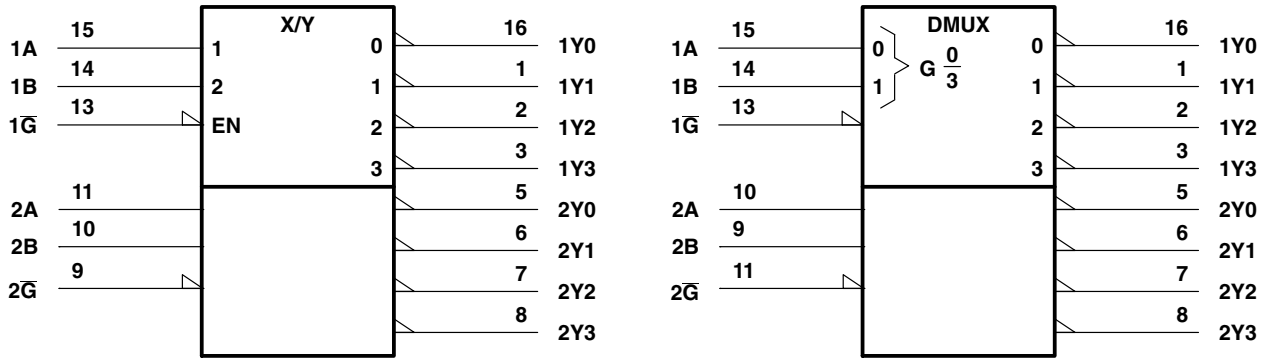 X/Y
15
1A
1
0
16
1Y0
14
1B
2
1
1
1Y1
13
1G̅
EN
2
2
1Y2
3
3
1Y3
11
2A
5
2Y0
10
2B
6
2Y1
9
2G̅
7
2Y2
8
2Y3
DMUX
15
1A
0
0
16
1Y0
14
1B
1
G 0/3
1
1
1Y1
13
1G̅
2
2
1Y2
3
3
1Y3
10
2A
5
2Y0
9
2B
6
2Y1
11
2G̅
7
2Y2
8
2Y3